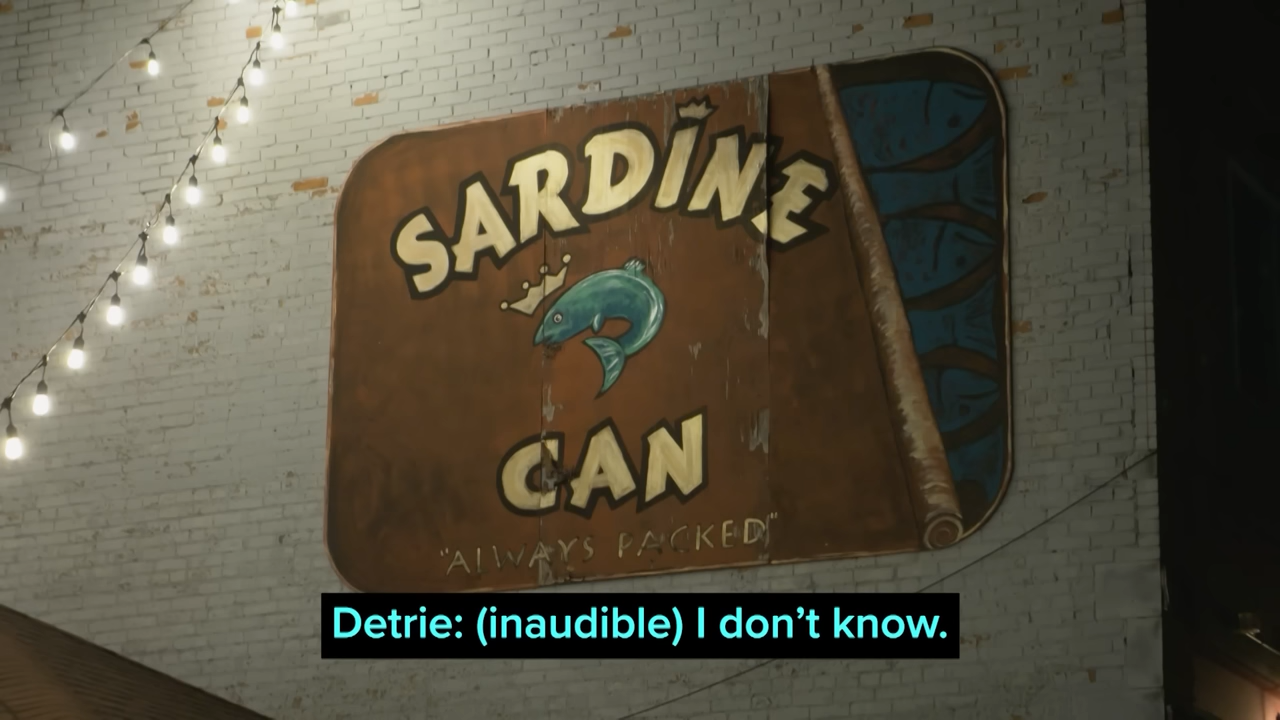 SARDINE
CAN
"ALWAYS PACKED"
Detrie: (inaudible) I don't know.